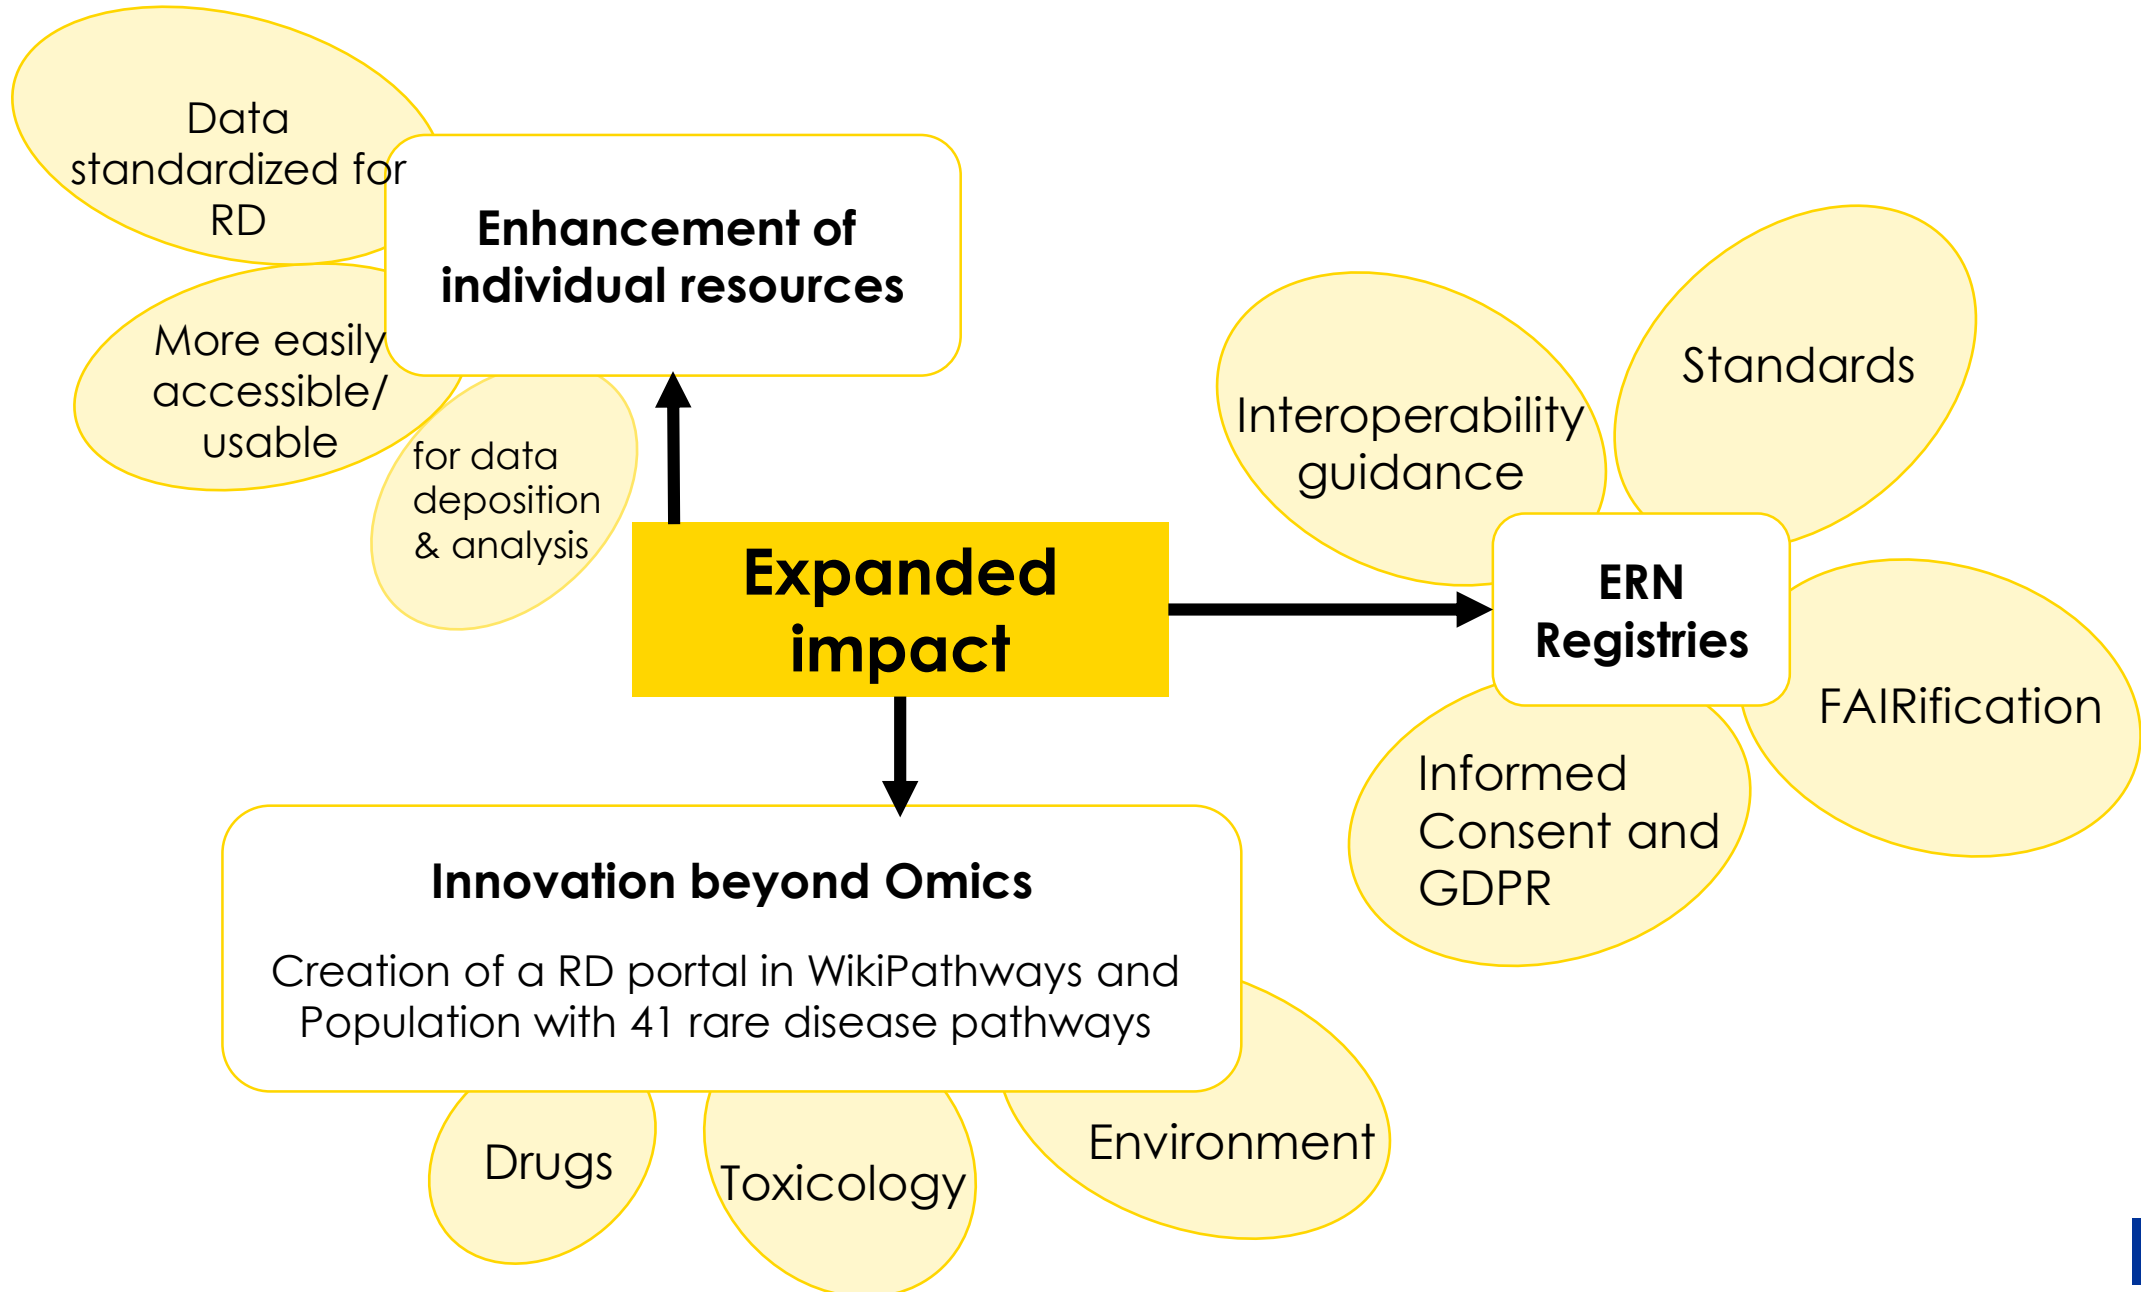 Data
standardized for
RD
Enhancement of
individual resources
More easily
accessible/
usable
for data
deposition
& analysis
Expanded
impact
Interoperability
guidance
Standards
ERN
Registries
FAIRification
Informed
Consent and
GDPR
Innovation beyond Omics
Creation of a RD portal in WikiPathways and
Population with 41 rare disease pathways
Drugs
Toxicology
Environment